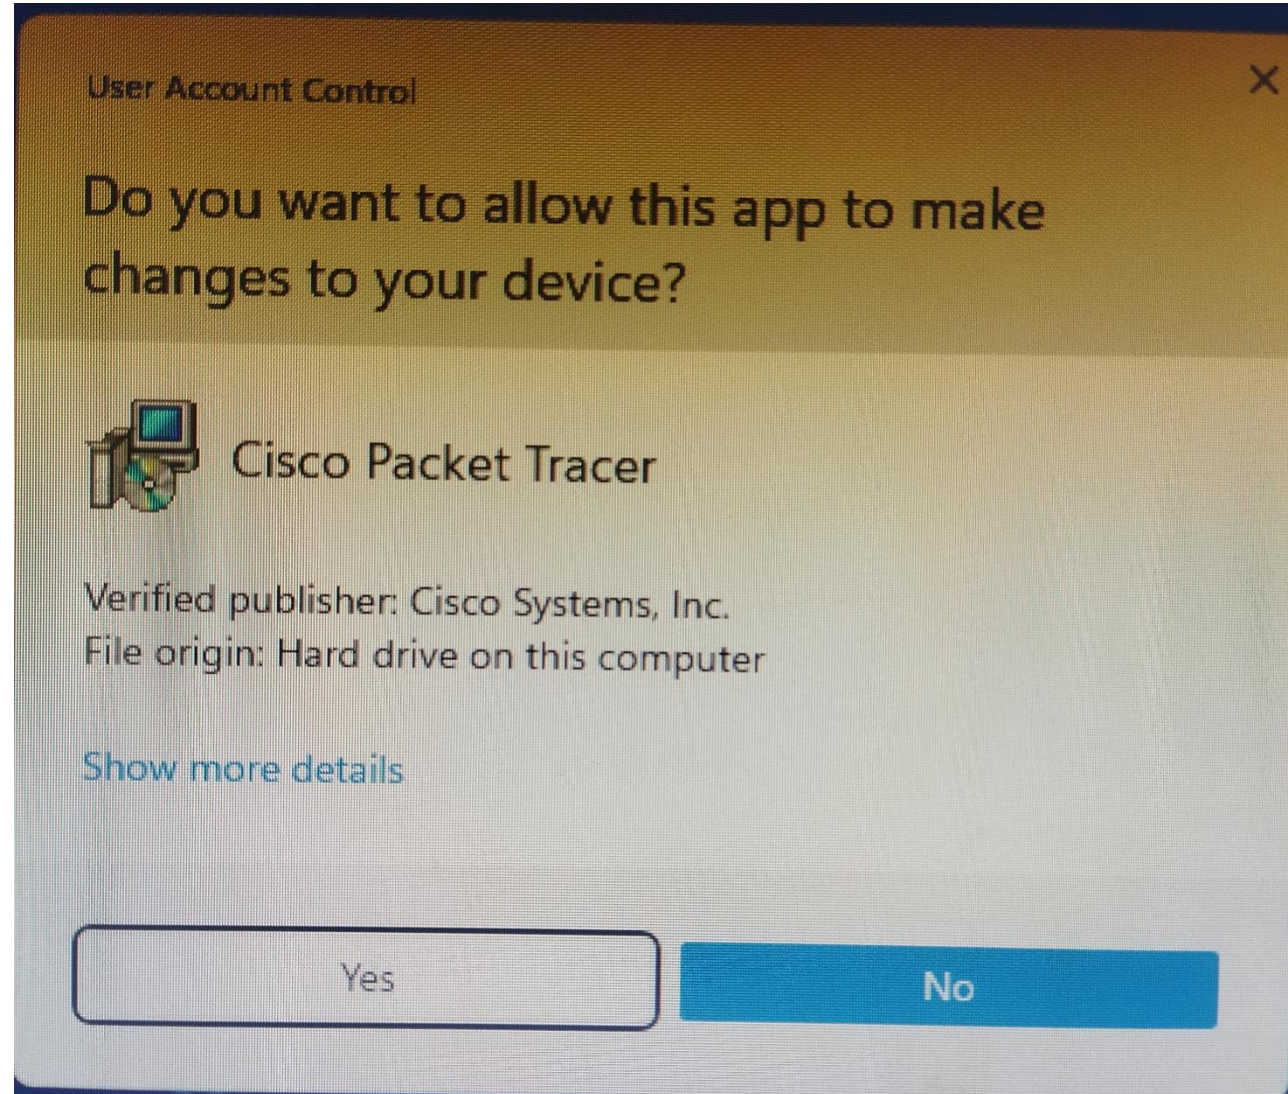 User Account Control
Do you want to allow this app to make
changes to your device?
Cisco Packet Tracer
Verified publisher: Cisco Systems, Inc.
File origin: Hard drive on this computer
Show more details
Yes
No